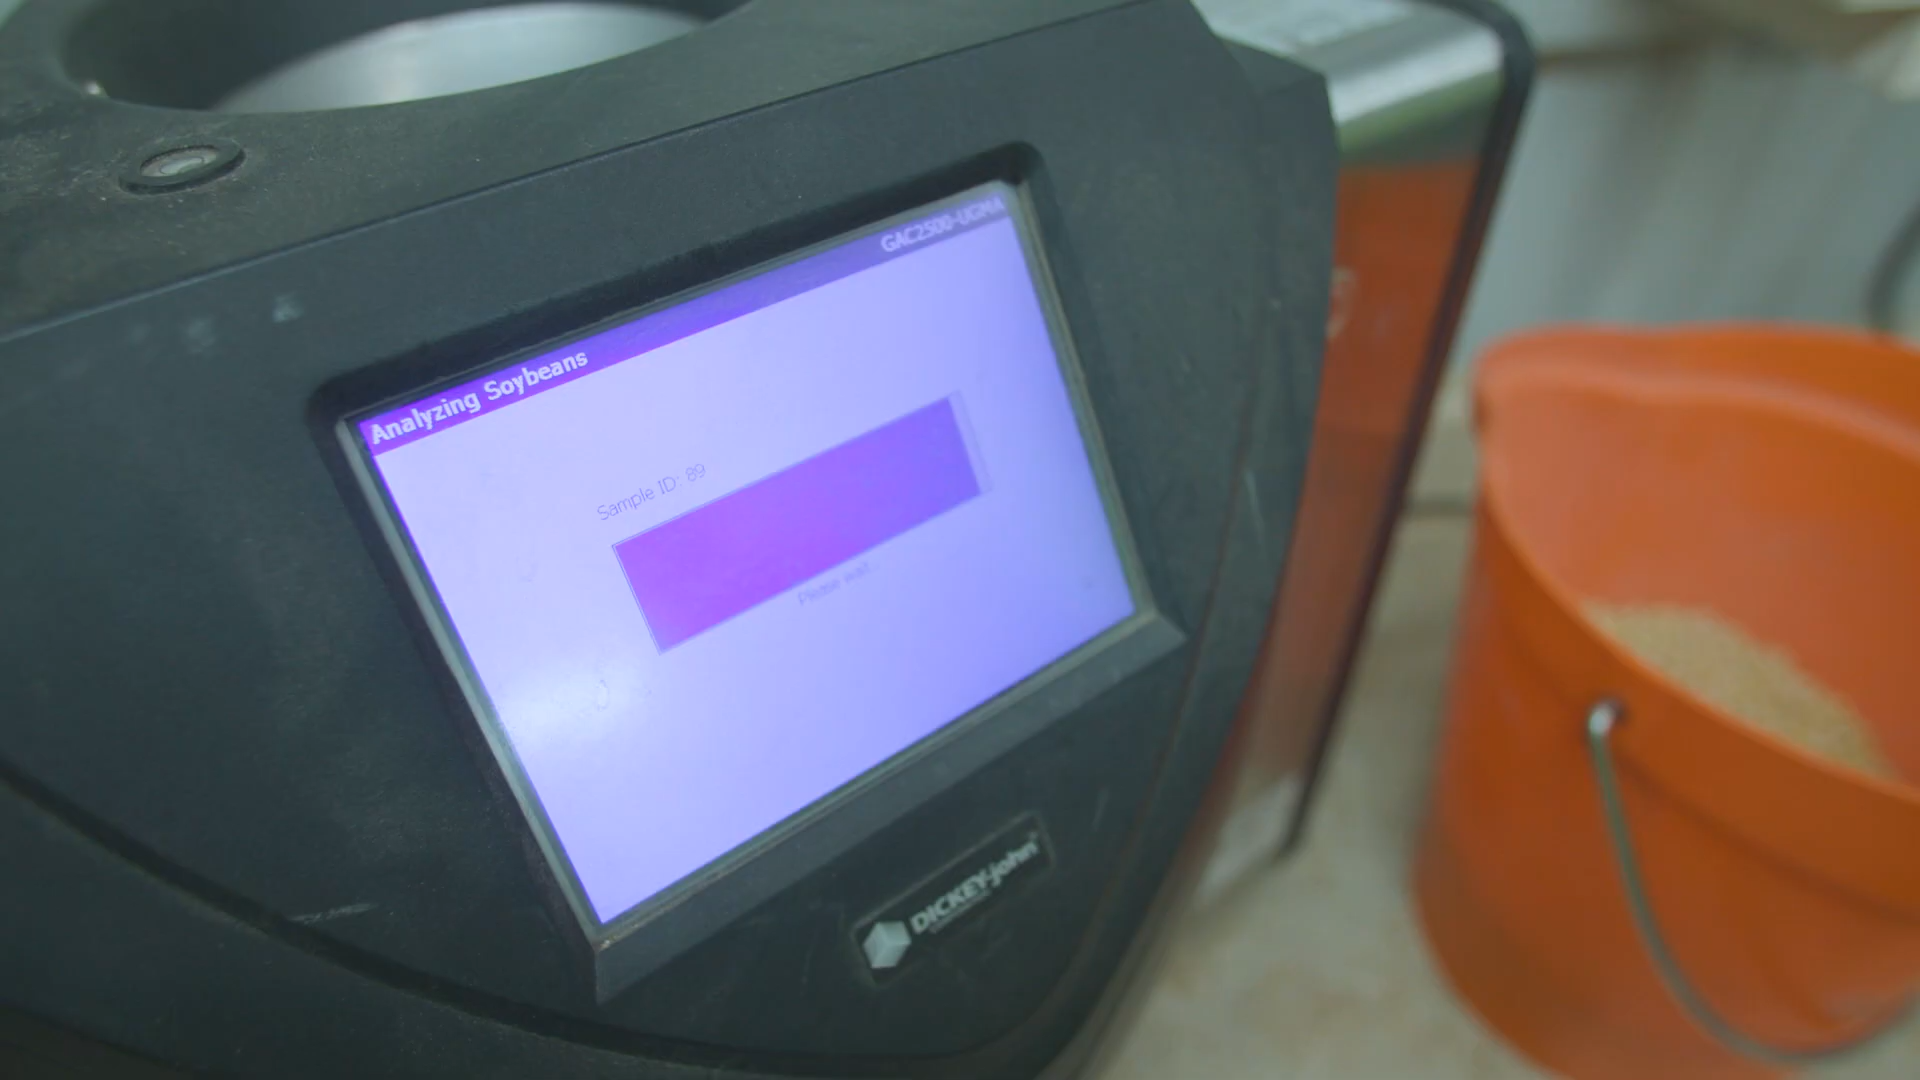 GAC2500-UGMA
Analyzing Soybeans
Sample ID: 89
Please wait
DICKEY-john